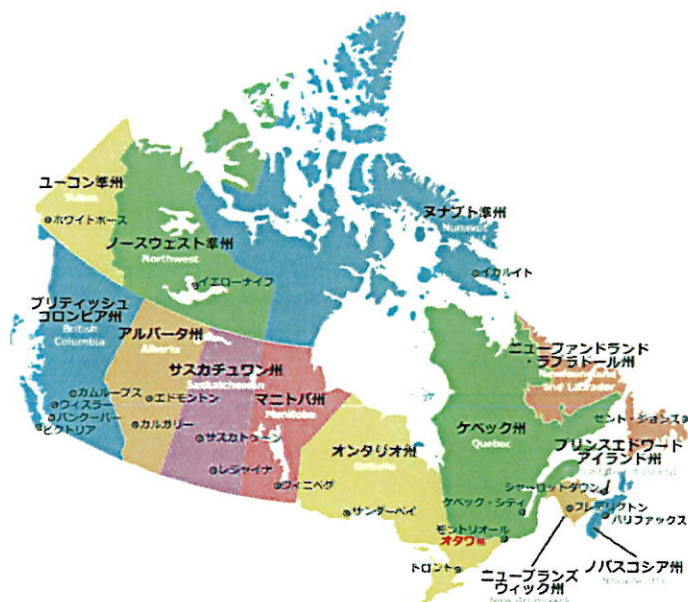 ユーコン準州
Yukon
ホワイトホース
ノースウェスト準州
Northwest
イエローナイフ
ヌナブト準州
Nunavut
イカルイト
ブリティッシュ
コロンビア州
British
Columbia
カムループス
ウィスラー
バンクーバー
ビクトリア
アルバータ州
Alberta
エドモントン
カルガリー
サスカチュワン州
Saskatchewan
サスカトゥーン
レジャイナ
マニトバ州
Manitoba
ウィニペグ
オンタリオ州
Ontario
サンダーベイ
オタワ
トロント
ケベック州
Quebec
ケベック・シティ
モントリオール
ニューファンドランド
・ラブラドール州
Newfoundland
and Labrador
セント・ジョンズ
プリンスエドワード
アイランド州
シャーロットタウン
フレデリクトン
ハリファックス
ノバスコシア州
Nova Scotia
ニューブランズ
ウィック州
New Brunswick